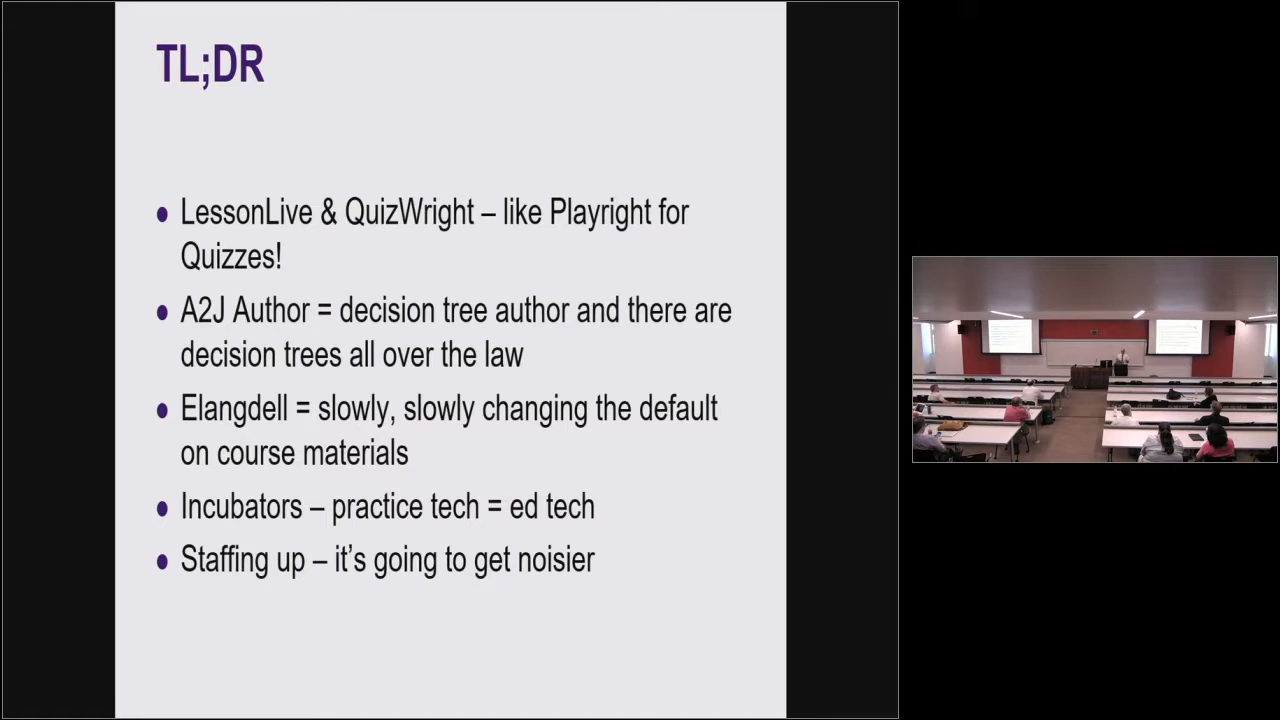 TL;DR
● LessonLive & QuizWright – like Playright for
Quizzes!
● A2J Author = decision tree author and there are
decision trees all over the law
● Elangdell = slowly, slowly changing the default
on course materials
● Incubators – practice tech = ed tech
● Staffing up – it’s going to get noisier